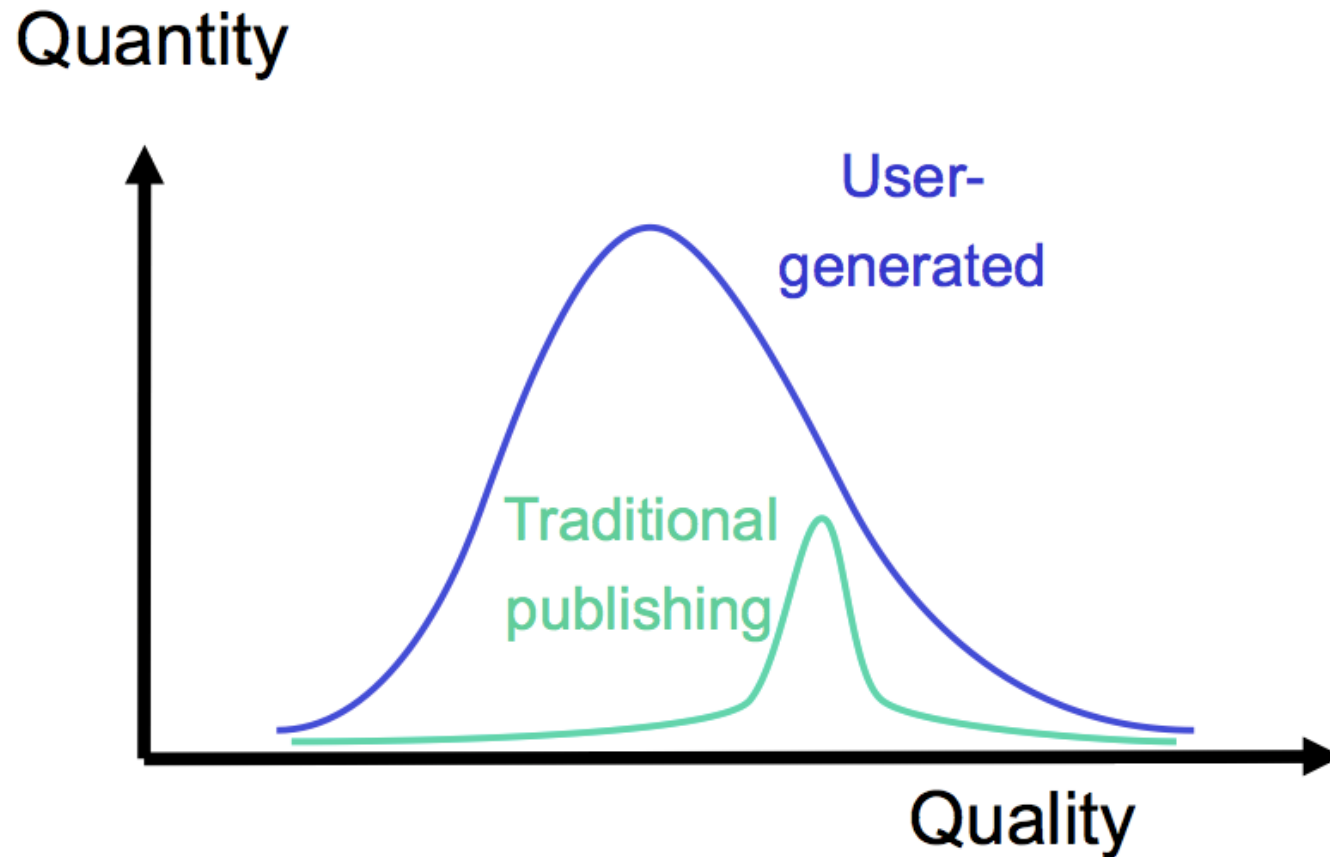 Quantity
User-
generated
Traditional
publishing
Quality